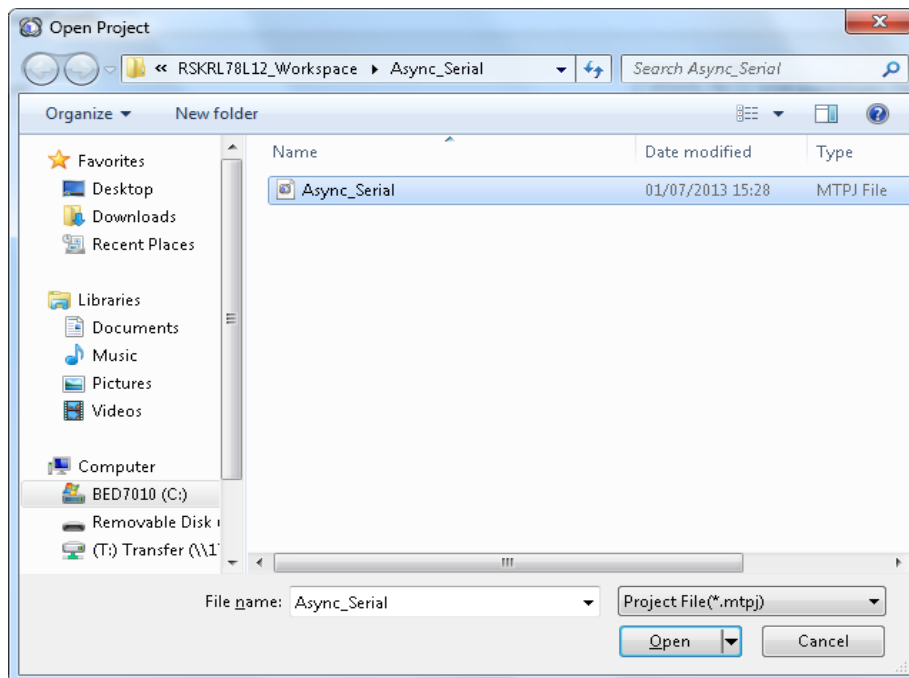 Open Project
« RSKRL78L12_Workspace Async_Serial
Search Async_Serial
Organize
New folder
Name Date modified Type
Async_Serial 01/07/2013 15:28 MTPJ File
Favorites
Desktop
Downloads
Recent Places
Libraries
Documents
Music
Pictures
Videos
Computer
BED7010 (C:)
Removable Disk
(T:) Transfer (\\1
File name: Async_Serial
Project File(*.mtpj)
Open
Cancel